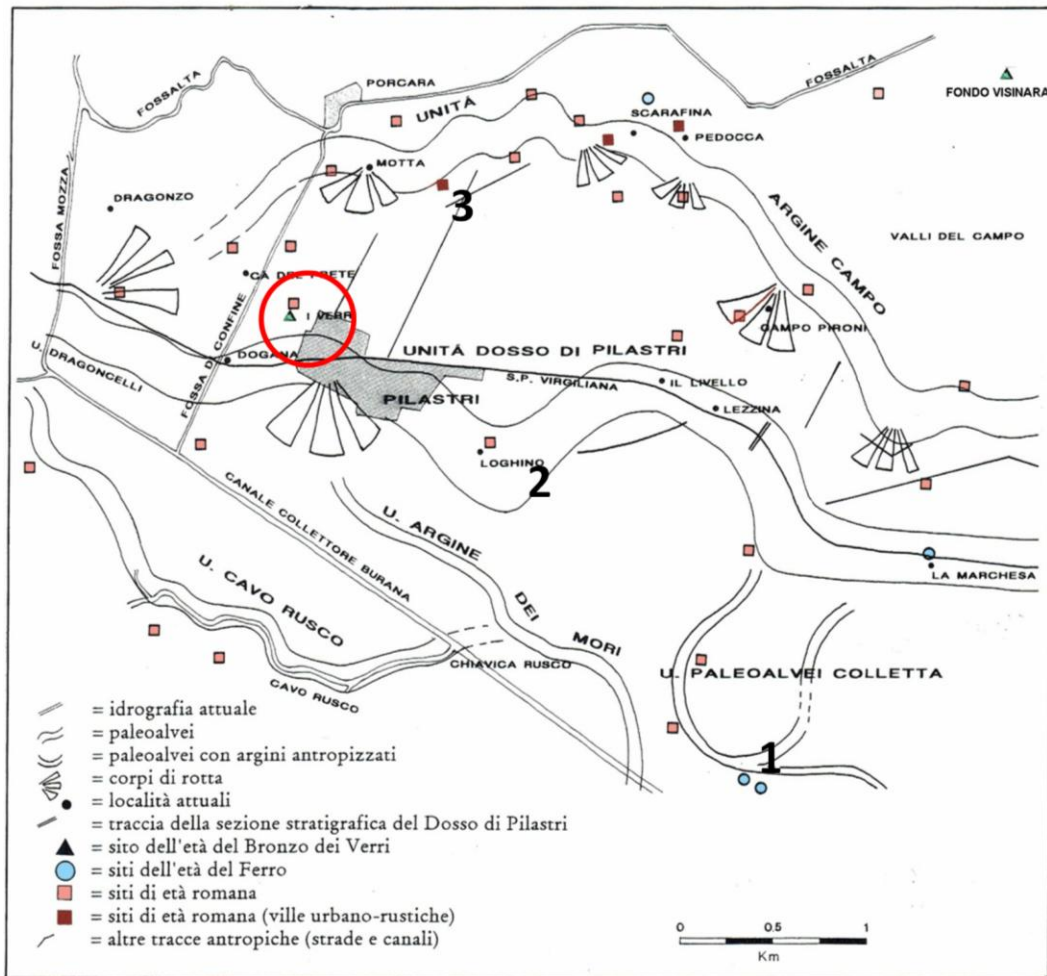 FOSSALTA
PORCARA
FOSSALTA
FONDO VISINARA
UNITÁ
SCARAFINA
PEDOCCA
MOTTA
DRAGONZO
FOSSA MOZZA
3
ARGINE CAMPO
VALLI DEL CAMPO
CÀ DEL PRETE
I VERRI
FOSSA DI CONFINE
CAMPO PIRONI
U. DRAGONCELLI
DOGANA
UNITÁ DOSSO DI PILASTRI
S.P. VIRGILIANA
IL LIVELLO
PILASTRI
LEZZINA
LOGHINO
2
CANALE COLLETTORE BURANA
U. ARGINE DEI MORI
U. CAVO RUSCO
LA MARCHESA
CHIAVICA RUSCO
CAVO RUSCO
U. PALEOALVEI COLLETTA
1
= idrografia attuale
= paleoalvei
= paleoalvei con argini antropizzati
= corpi di rotta
= località attuali
= traccia della sezione stratigrafica del Dosso di Pilastri
= sito dell'età del Bronzo dei Verri
= siti dell'età del Ferro
= siti di età romana
= siti di età romana (ville urbano-rustiche)
= altre tracce antropiche (strade e canali)
0 0.5 1
Km